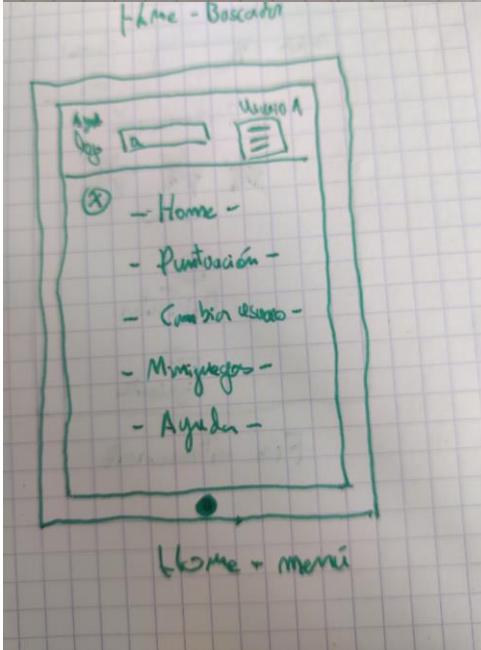 Home - Buscador
Usuario A
a
x
- Home -
- Puntuación -
- Cambiar usuario -
- Minijuegos -
- Ayuda -
Home - menú